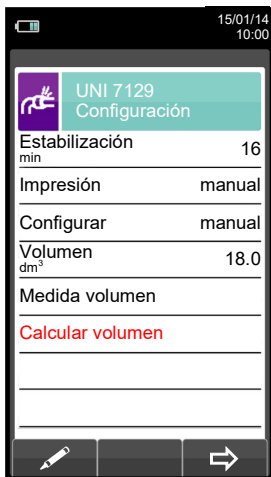 15/01/14
10:00
UNI 7129
Configuración
Estabilización 16
min
Impresión manual
Configurar manual
Volumen 18.0
dm³
Medida volumen
Calcular volumen